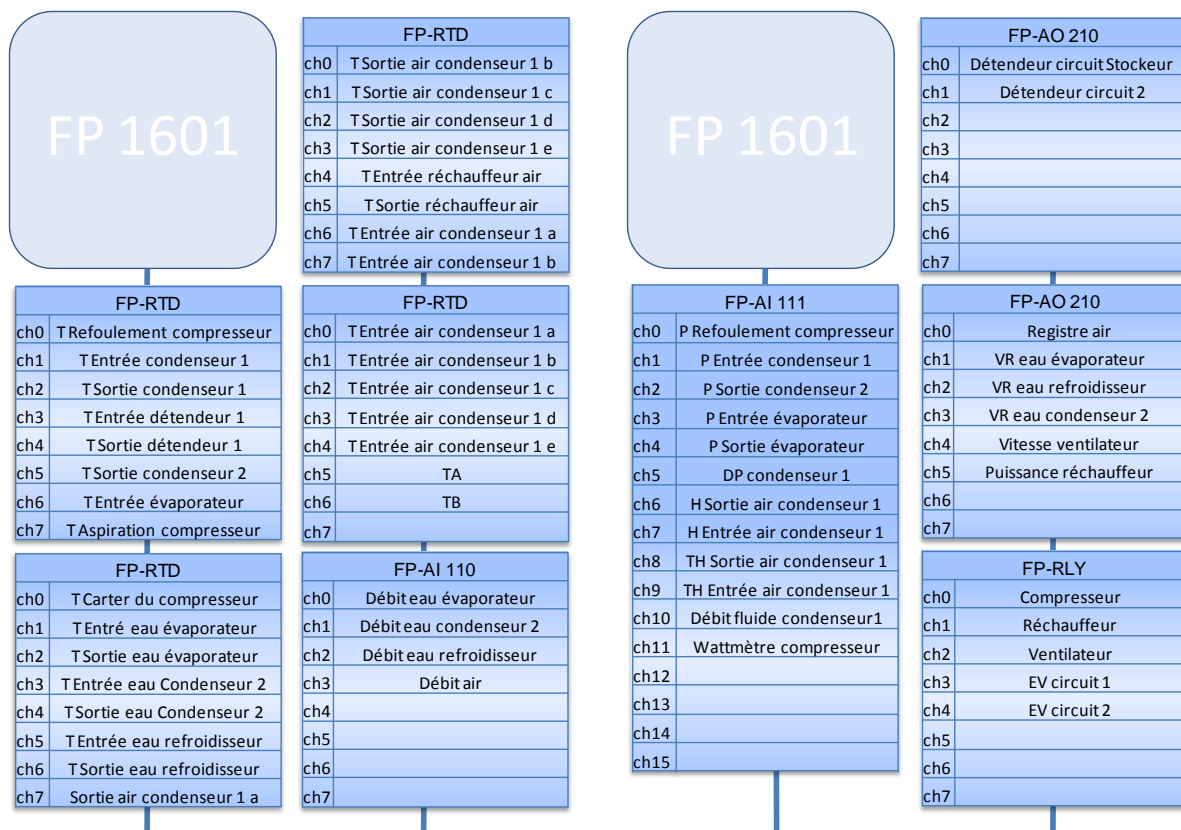 FP 1601
FP-RTD
ch0 T Refoulement compresseur
ch1 T Entrée condenseur 1
ch2 T Sortie condenseur 1
ch3 T Entrée détendeur 1
ch4 T Sortie détendeur 1
ch5 T Sortie condenseur 2
ch6 T Entrée évaporateur
ch7 T Aspiration compresseur
FP-RTD
ch0 T Carter du compresseur
ch1 T Entré eau évaporateur
ch2 T Sortie eau évaporateur
ch3 T Entrée eau Condenseur 2
ch4 T Sortie eau Condenseur 2
ch5 T Entrée eau refroidisseur
ch6 T Sortie eau refroidisseur
ch7 Sortie air condenseur 1 a
FP-RTD
ch0 T Sortie air condenseur 1 b
ch1 T Sortie air condenseur 1 c
ch2 T Sortie air condenseur 1 d
ch3 T Sortie air condenseur 1 e
ch4 T Entrée réchauffeur air
ch5 T Sortie réchauffeur air
ch6 T Entrée air condenseur 1 a
ch7 T Entrée air condenseur 1 b
FP-RTD
ch0 T Entrée air condenseur 1 a
ch1 T Entrée air condenseur 1 b
ch2 T Entrée air condenseur 1 c
ch3 T Entrée air condenseur 1 d
ch4 T Entrée air condenseur 1 e
ch5 TA
ch6 TB
ch7
FP-AI 110
ch0 Débit eau évaporateur
ch1 Débit eau condenseur 2
ch2 Débit eau refroidisseur
ch3 Débit air
ch4
ch5
ch6
ch7
FP 1601
FP-AI 111
ch0 P Refoulement compresseur
ch1 P Entrée condenseur 1
ch2 P Sortie condenseur 2
ch3 P Entrée évaporateur
ch4 P Sortie évaporateur
ch5 DP condenseur 1
ch6 H Sortie air condenseur 1
ch7 H Entrée air condenseur 1
ch8 TH Sortie air condenseur 1
ch9 TH Entrée air condenseur 1
ch10 Débit fluide condenseur1
ch11 Wattmètre compresseur
ch12
ch13
ch14
ch15
FP-AO 210
ch0 Détendeur circuit Stockeur
ch1 Détendeur circuit 2
ch2
ch3
ch4
ch5
ch6
ch7
FP-AO 210
ch0 Registre air
ch1 VR eau évaporateur
ch2 VR eau refroidisseur
ch3 VR eau condenseur 2
ch4 Vitesse ventilateur
ch5 Puissance réchauffeur
ch6
ch7
FP-RLY
ch0 Compresseur
ch1 Réchauffeur
ch2 Ventilateur
ch3 EV circuit 1
ch4 EV circuit 2
ch5
ch6
ch7